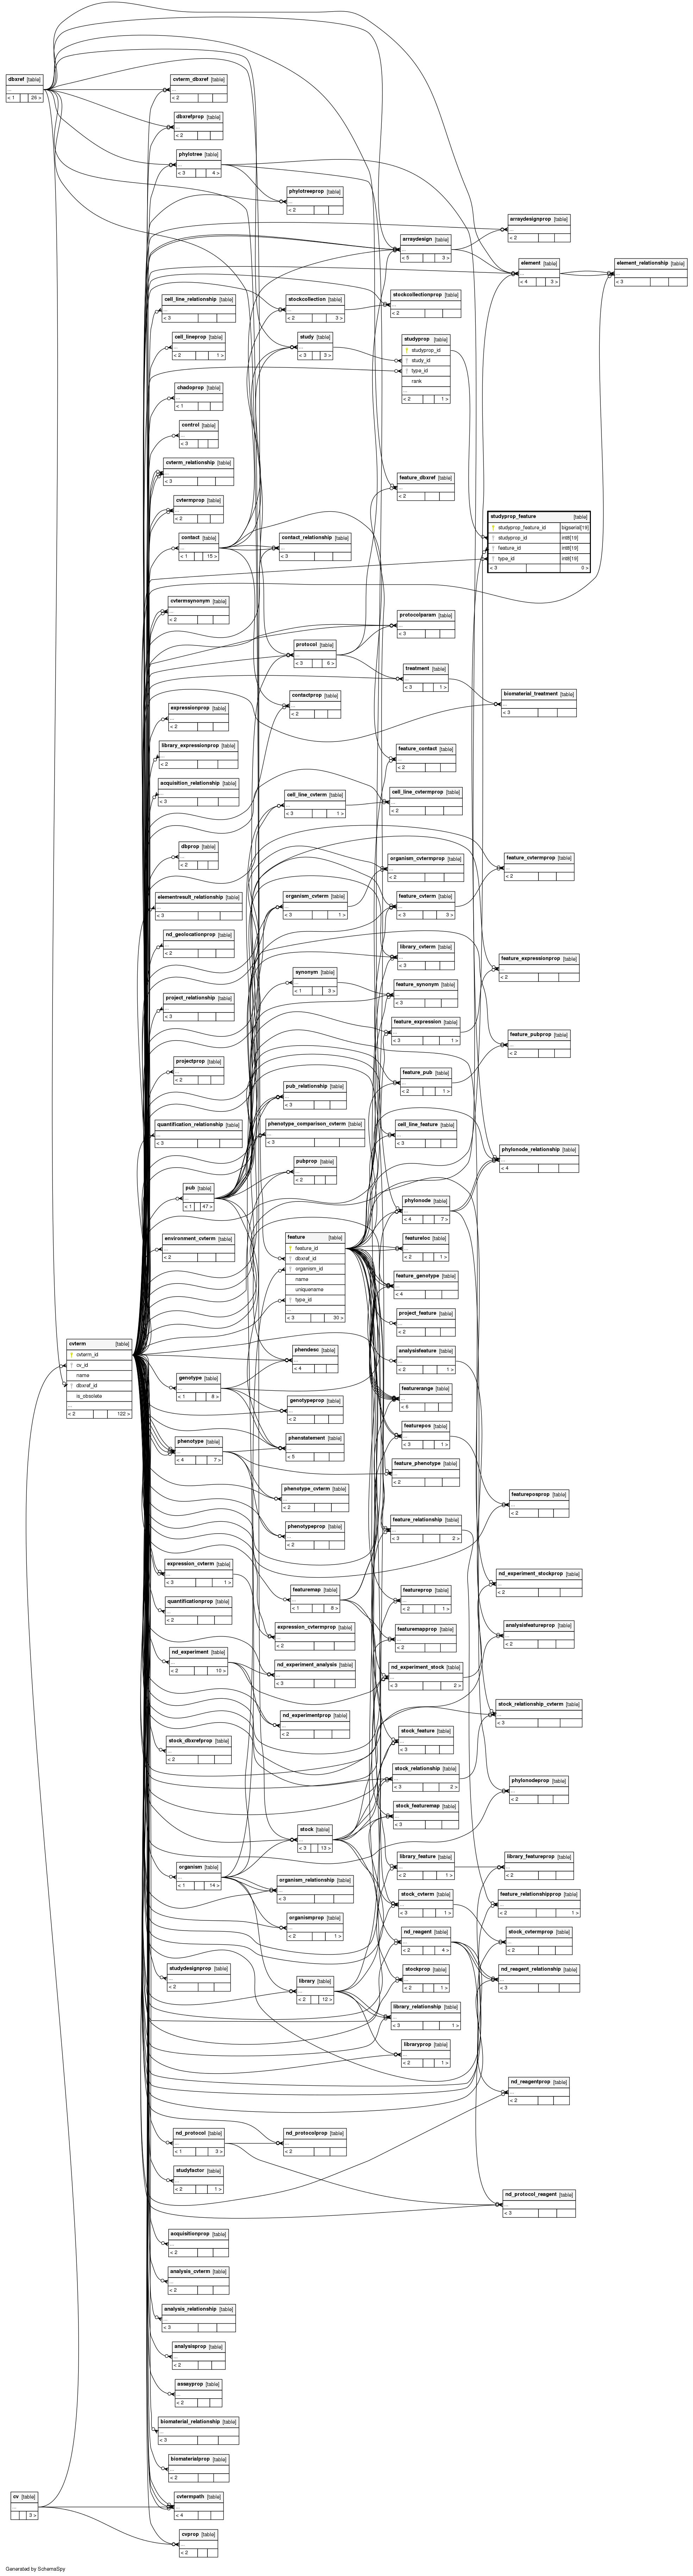 dbxref [table]
...
< 1 26 >
cvterm_dbxref [table]
...
< 2
dbxrefprop [table]
...
< 2
phylotree [table]
...
< 3 4 >
phylotreeprop [table]
...
< 2
arraydesignprop [table]
...
< 2
arraydesign [table]
...
< 5 3 >
element [table]
...
< 4 3 >
element_relationship [table]
...
< 3
cell_line_relationship [table]
...
< 3
stockcollection [table]
...
< 2 3 >
stockcollectionprop [table]
...
< 2
cell_lineprop [table]
...
< 2 1 >
study [table]
...
< 3 3 >
studyprop [table]
studyprop_id
study_id
type_id
rank
...
< 2 1 >
chadoprop [table]
...
< 1
control [table]
...
< 3
cvterm_relationship [table]
...
< 3
feature_dbxref [table]
...
< 2
cvtermprop [table]
...
< 2
studyprop_feature [table]
studyprop_feature_id bigserial[19]
studyprop_id int8[19]
feature_id int8[19]
type_id int8[19]
< 3 0 >
contact [table]
...
< 1 15 >
contact_relationship [table]
...
< 3
cvtermsynonym [table]
...
< 2
protocolparam [table]
...
< 3
protocol [table]
...
< 3 6 >
treatment [table]
...
< 3 1 >
biomaterial_treatment [table]
...
< 3
contactprop [table]
...
< 2
expressionprop [table]
...
< 2
library_expressionprop [table]
...
< 2
feature_contact [table]
...
< 2
acquisition_relationship [table]
...
< 3
cell_line_cvterm [table]
...
< 3 1 >
cell_line_cvtermprop [table]
...
< 2
dbprop [table]
...
< 2
organism_cvtermprop [table]
...
< 2
feature_cvtermprop [table]
...
< 2
elementresult_relationship [table]
...
< 3
organism_cvterm [table]
...
< 3 1 >
feature_cvterm [table]
...
< 3 3 >
nd_geolocationprop [table]
...
< 2
library_cvterm [table]
...
< 3
feature_expressionprop [table]
...
< 2
synonym [table]
...
< 1 3 >
feature_synonym [table]
...
< 3
project_relationship [table]
...
< 3
feature_expression [table]
...
< 3 1 >
feature_pubprop [table]
...
< 2
projectprop [table]
...
< 2
feature_pub [table]
...
< 2 1 >
pub_relationship [table]
...
< 3
quantification_relationship [table]
...
< 3
phenotype_comparison_cvterm [table]
...
< 3
cell_line_feature [table]
...
< 3
phylonode_relationship [table]
...
< 4
pubprop [table]
...
< 2
pub [table]
...
< 1 47 >
phylonode [table]
...
< 4 7 >
environment_cvterm [table]
...
< 2
feature [table]
feature_id
dbxref_id
organism_id
name
uniquename
type_id
...
< 3 30 >
featureloc [table]
...
< 2 1 >
feature_genotype [table]
...
< 4
project_feature [table]
...
< 2
cvterm [table]
cvterm_id
cv_id
name
dbxref_id
is_obsolete
...
< 2 122 >
phendesc [table]
...
< 4
analysisfeature [table]
...
< 2 1 >
genotype [table]
...
< 1 8 >
genotypeprop [table]
...
< 2
featurerange [table]
...
< 6
phenotype [table]
...
< 4 7 >
phenstatement [table]
...
< 5
featurepos [table]
...
< 3 1 >
feature_phenotype [table]
...
< 2
phenotype_cvterm [table]
...
< 2
featureposprop [table]
...
< 2
phenotypeprop [table]
...
< 2
feature_relationship [table]
...
< 3 2 >
expression_cvterm [table]
...
< 3 1 >
nd_experiment_stockprop [table]
...
< 2
featuremap [table]
...
< 1 8 >
featureprop [table]
...
< 2 1 >
quantificationprop [table]
...
< 2
expression_cvtermprop [table]
...
< 2
featuremapprop [table]
...
< 2
analysisfeatureprop [table]
...
< 2
nd_experiment [table]
...
< 2 10 >
nd_experiment_analysis [table]
...
< 3
nd_experiment_stock [table]
...
< 3 2 >
nd_experimentprop [table]
...
< 2
stock_relationship_cvterm [table]
...
< 3
stock_dbxrefprop [table]
...
< 2
stock_feature [table]
...
< 3
stock_relationship [table]
...
< 3 2 >
phylonodeprop [table]
...
< 2
stock_featuremap [table]
...
< 3
stock [table]
...
< 3 13 >
organism [table]
...
< 1 14 >
library_feature [table]
...
< 2 1 >
library_featureprop [table]
...
< 2
organism_relationship [table]
...
< 3
stock_cvterm [table]
...
< 3 1 >
feature_relationshipprop [table]
...
< 2 1 >
organismprop [table]
...
< 2 1 >
nd_reagent [table]
...
< 2 4 >
stock_cvtermprop [table]
...
< 2
studydesignprop [table]
...
< 2
library [table]
...
< 2 12 >
stockprop [table]
...
< 2 1 >
nd_reagent_relationship [table]
...
< 3
library_relationship [table]
...
< 3 1 >
libraryprop [table]
...
< 2 1 >
nd_reagentprop [table]
...
< 2
nd_protocol [table]
...
< 1 3 >
nd_protocolprop [table]
...
< 2
studyfactor [table]
...
< 2 1 >
nd_protocol_reagent [table]
...
< 3
acquisitionprop [table]
...
< 2
analysis_cvterm [table]
...
< 2
analysis_relationship [table]
...
< 3
analysisprop [table]
...
< 2
assayprop [table]
...
< 2
biomaterial_relationship [table]
...
< 3
biomaterialprop [table]
...
< 2
cv [table]
...
3 >
cvtermpath [table]
...
< 4
cvprop [table]
...
< 2
Generated by SchemaSpy